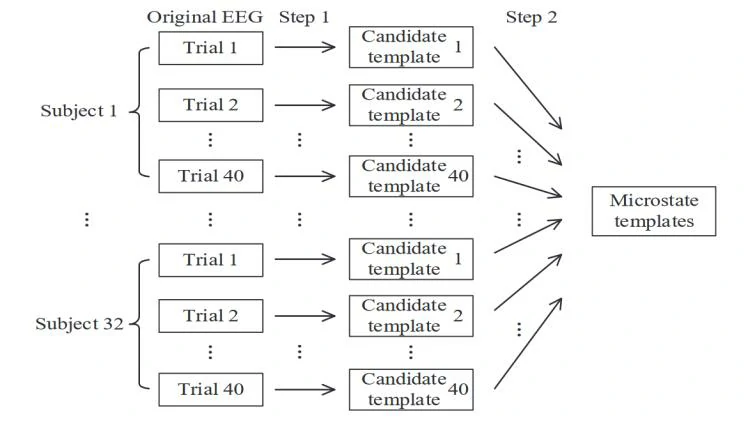 Original EEG Step 1 Step 2
Subject 1
Trial 1
Candidate
template 1
Trial 2
Candidate
template 2
Trial 40
Candidate
template 40
Microstate
templates
Subject 32
Trial 1
Candidate
template 1
Trial 2
Candidate
template 2
Trial 40
Candidate
template 40